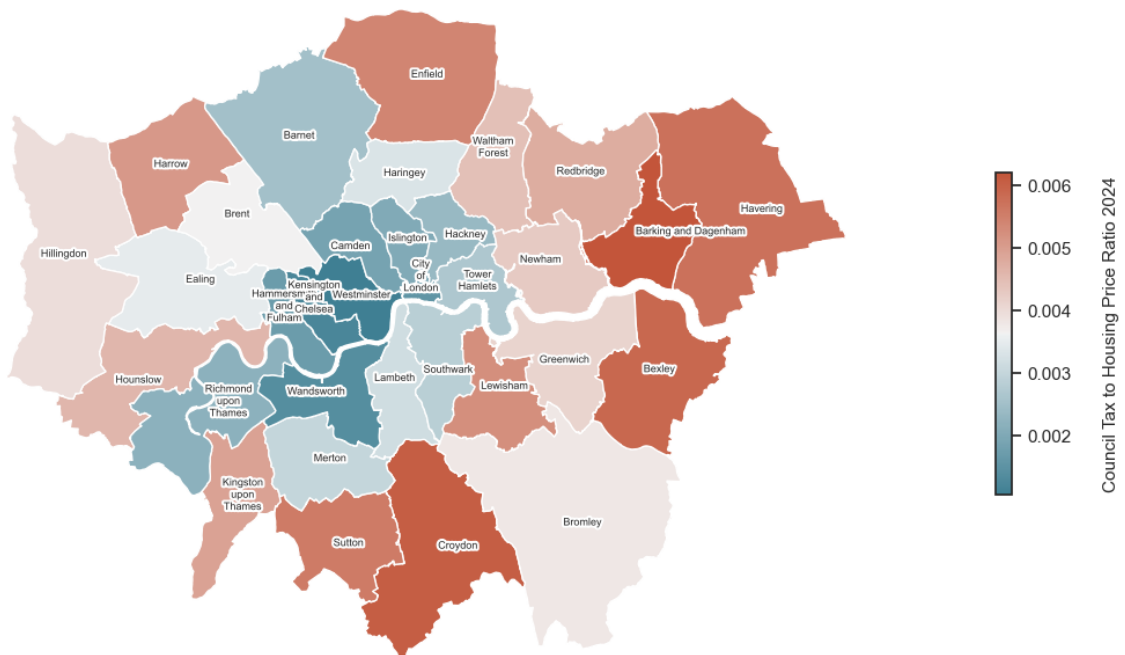 Enfield
Barnet
Waltham
Forest
Harrow
Haringey
Redbridge
Brent
Havering
Hillingdon
Camden
Islington
Hackney
Barking and Dagenham
Ealing
City
of
London
Tower
Hamlets
Newham
Hammersmith
and
Fulham
Kensington
and
Chelsea
Westminster
Hounslow
Richmond
upon
Thames
Wandsworth
Lambeth
Southwark
Lewisham
Greenwich
Bexley
Merton
Kingston
upon
Thames
Sutton
Croydon
Bromley
0.006
0.005
0.004
0.003
0.002
Council Tax to Housing Price Ratio 2024